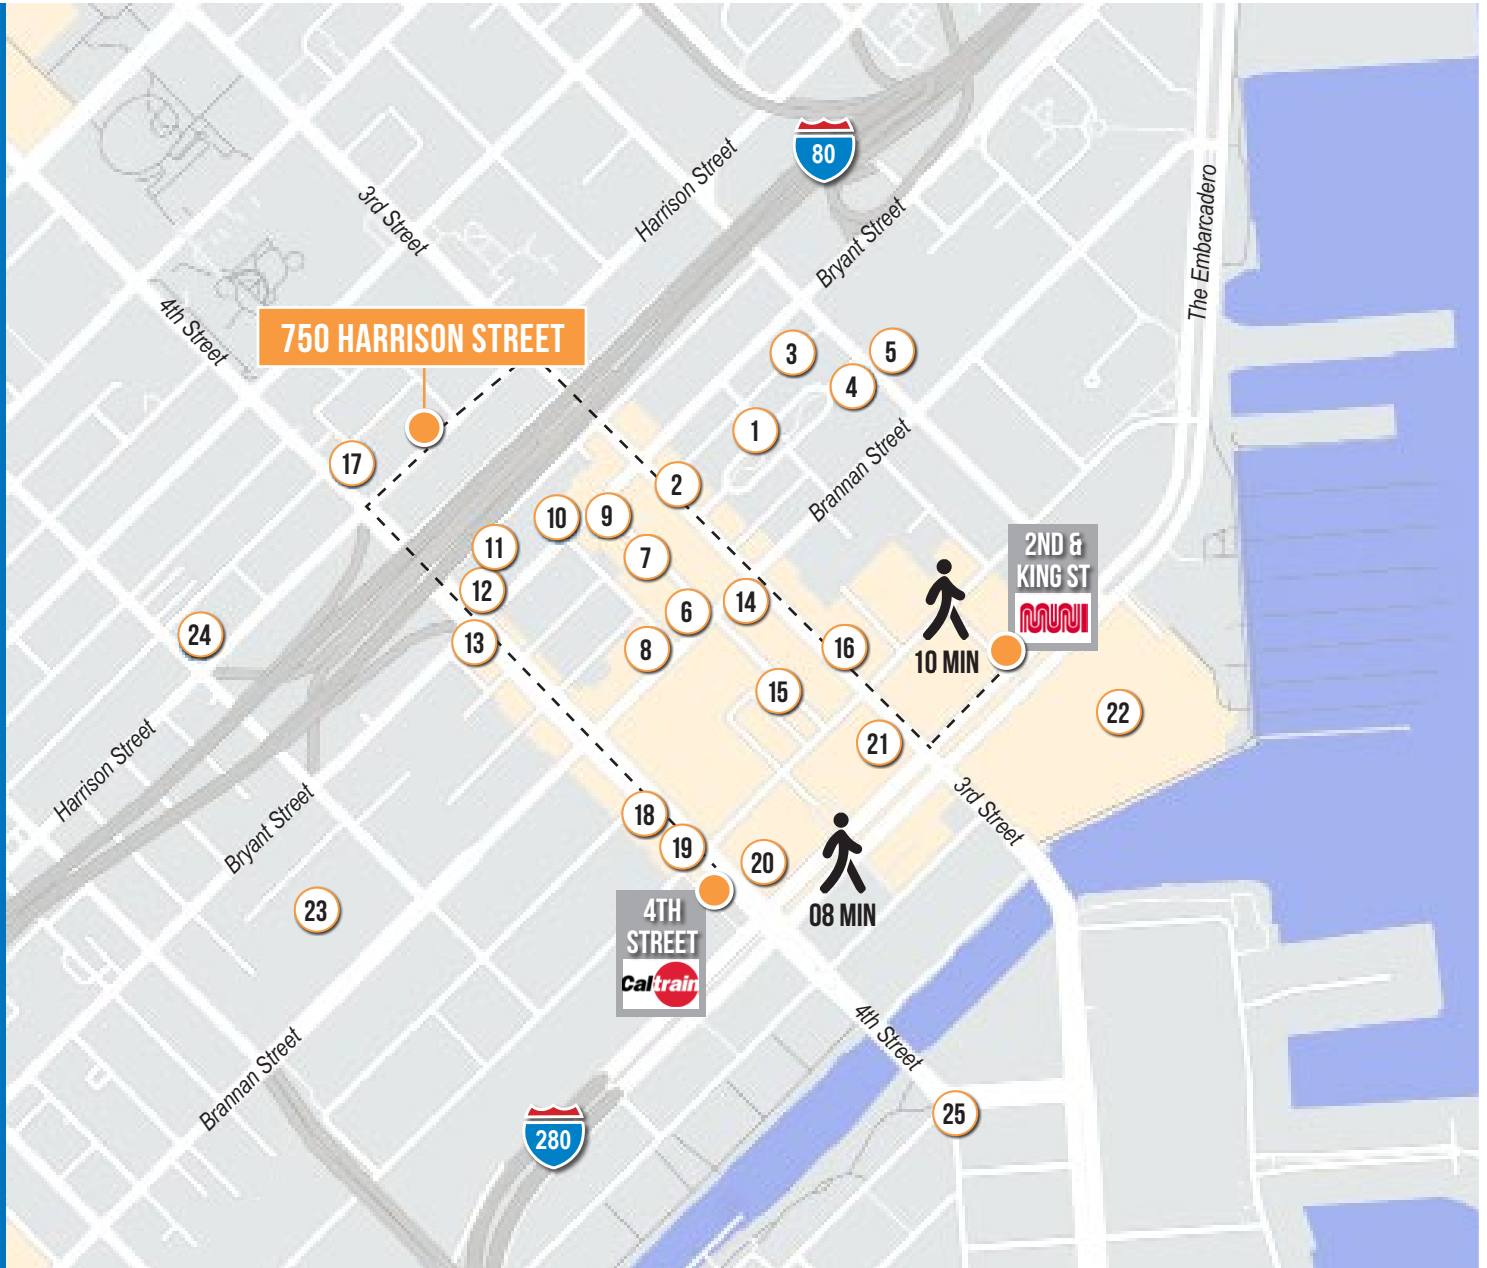 80
Harrison Street
3rd Street
Bryant Street
The Embarcadero
4th Street
750 HARRISON STREET
3
5
4
1
17
2
Brannan Street
10
9
11
7
2ND &
KING ST
MUNI
12
6
14
24
13
8
16
10 MIN
15
22
21
Harrison Street
3rd Street
Bryant Street
18
19
20
08 MIN
23
4TH
STREET
Caltrain
4th Street
Brannan Street
25
280